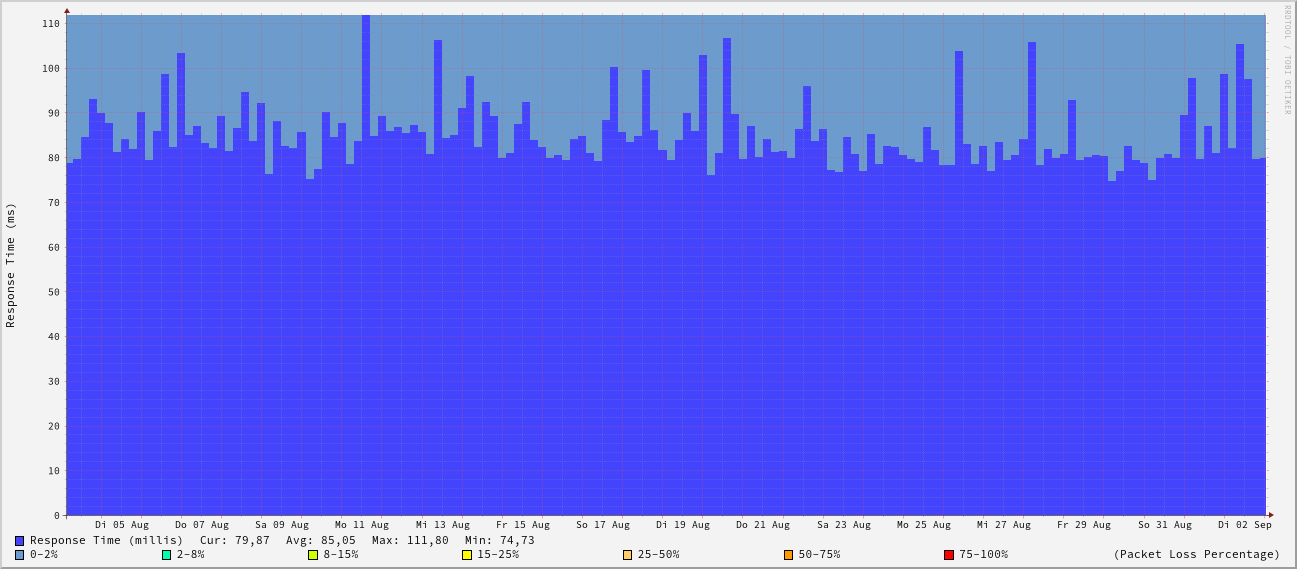 RRDTOOL / TOBI OETIKER
Response Time (ms)
110
100
90
80
70
60
50
40
30
20
10
0
Di 05 Aug Do 07 Aug Sa 09 Aug Mo 11 Aug Mi 13 Aug Fr 15 Aug So 17 Aug Di 19 Aug Do 21 Aug Sa 23 Aug Mo 25 Aug Mi 27 Aug Fr 29 Aug So 31 Aug Di 02 Sep
Response Time (millis) Cur: 79,87 Avg: 85,05 Max: 111,80 Min: 74,73
0-2% 2-8% 8-15% 15-25% 25-50% 50-75% 75-100% (Packet Loss Percentage)